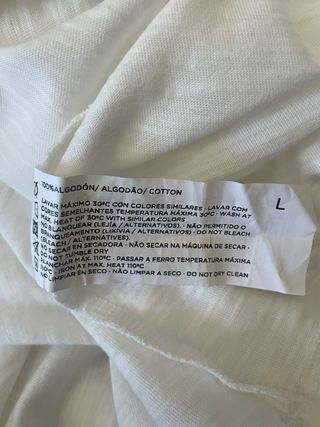 100%ALGODÓN/ ALGODÃO/ COTTON
LAVAR MÁXIMO 30ºC CON COLORES SIMILARES · LAVAR COM
CORES SEMELHANTES TEMPERATURA MÁXIMA 30ºC · WASH AT
MAX. HEAT OF 30ºC WITH SIMILAR COLORS
NO BLANQUEAR (LEJÍA / ALTERNATIVOS). · NÃO PERMITIDO O
BRANQUEAMENTO (LIXÍVIA / ALTERNATIVOS) · DO NOT BLEACH
(BLEACH / ALTERNATIVES).
NO SECAR EN SECADORA · NÃO SECAR NA MÁQUINA DE SECAR ·
DO NOT TUMBLE DRY
PLANCHAR MÁX. 110ºC · PASSAR A FERRO TEMPERATURA MÁXIMA
110ºC · IRON AT MAX. HEAT 110ºC
NO LIMPIAR EN SECO · NÃO LIMPAR A SECO · DO NOT DRY CLEAN
L